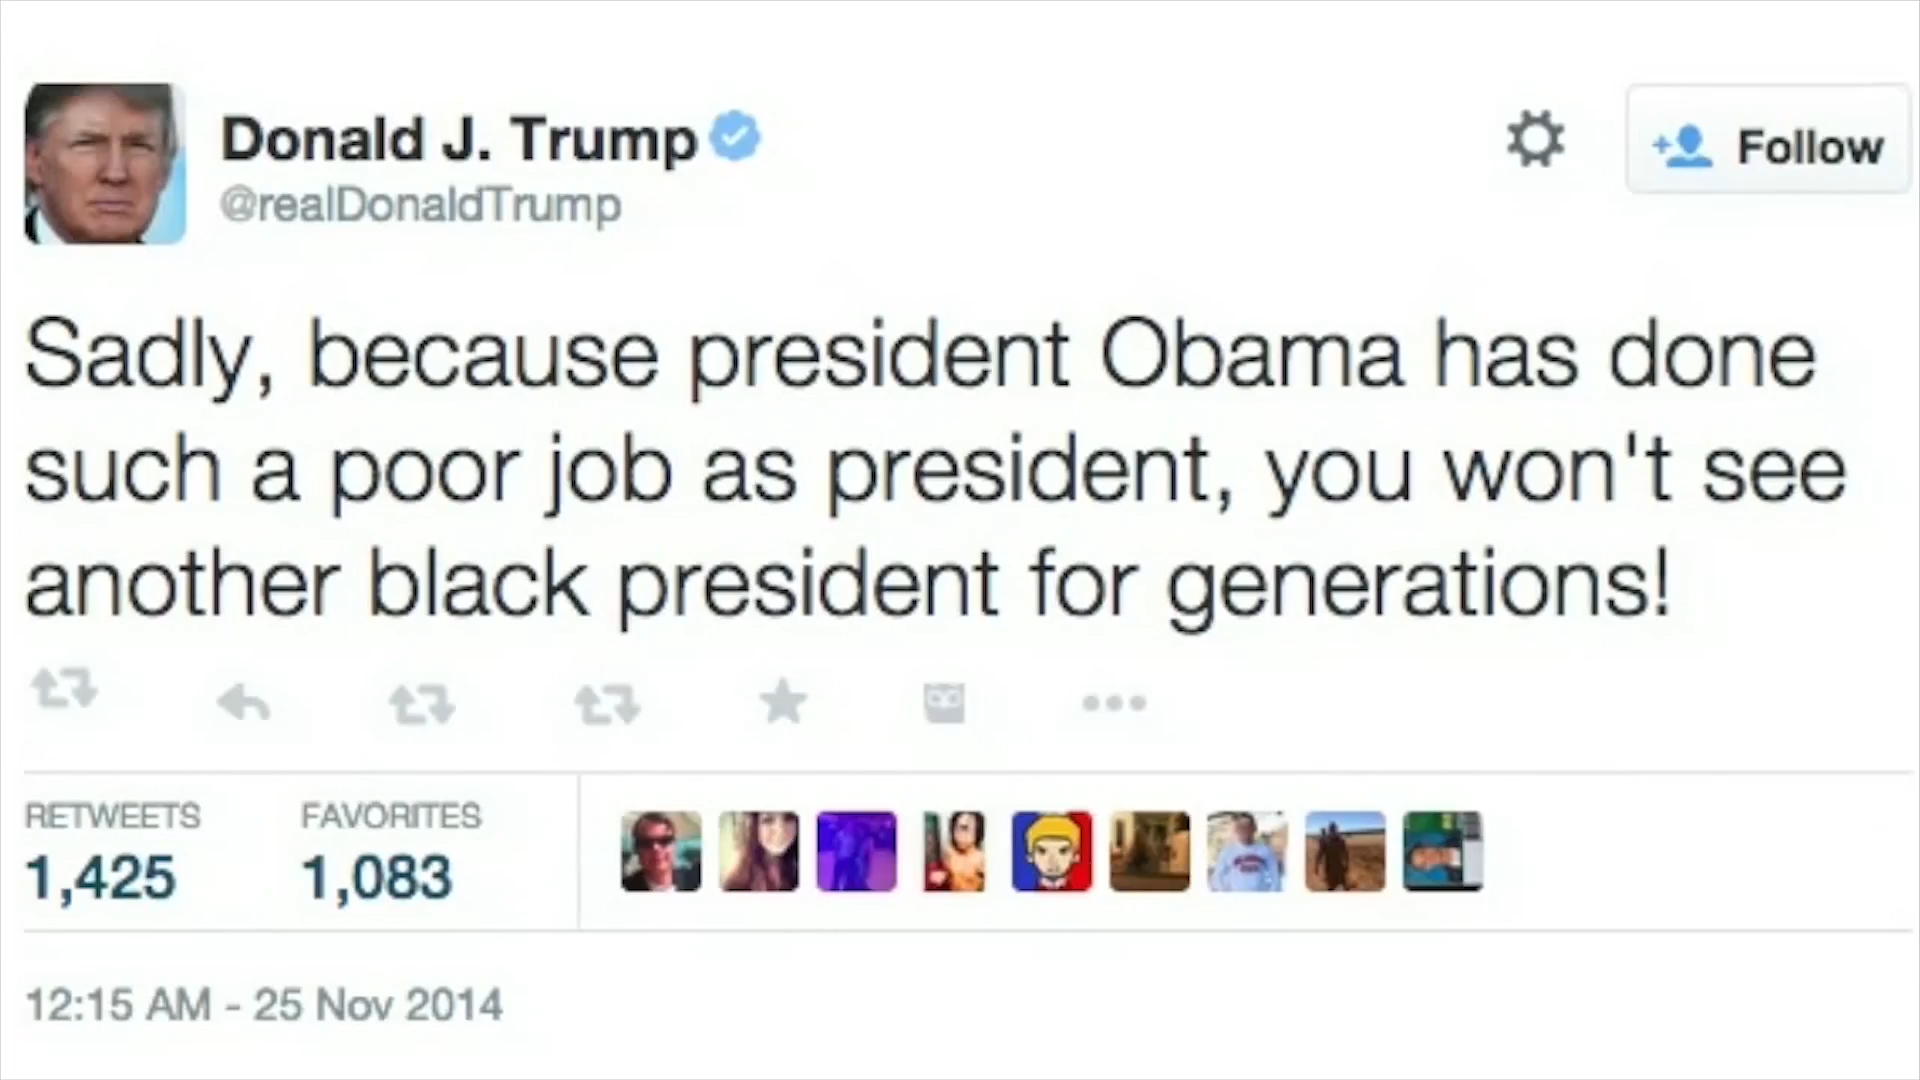 Donald J. Trump
@realDonaldTrump
Follow
Sadly, because president Obama has done
such a poor job as president, you won't see
another black president for generations!
RETWEETS
FAVORITES
1,425
1,083
12:15 AM - 25 Nov 2014